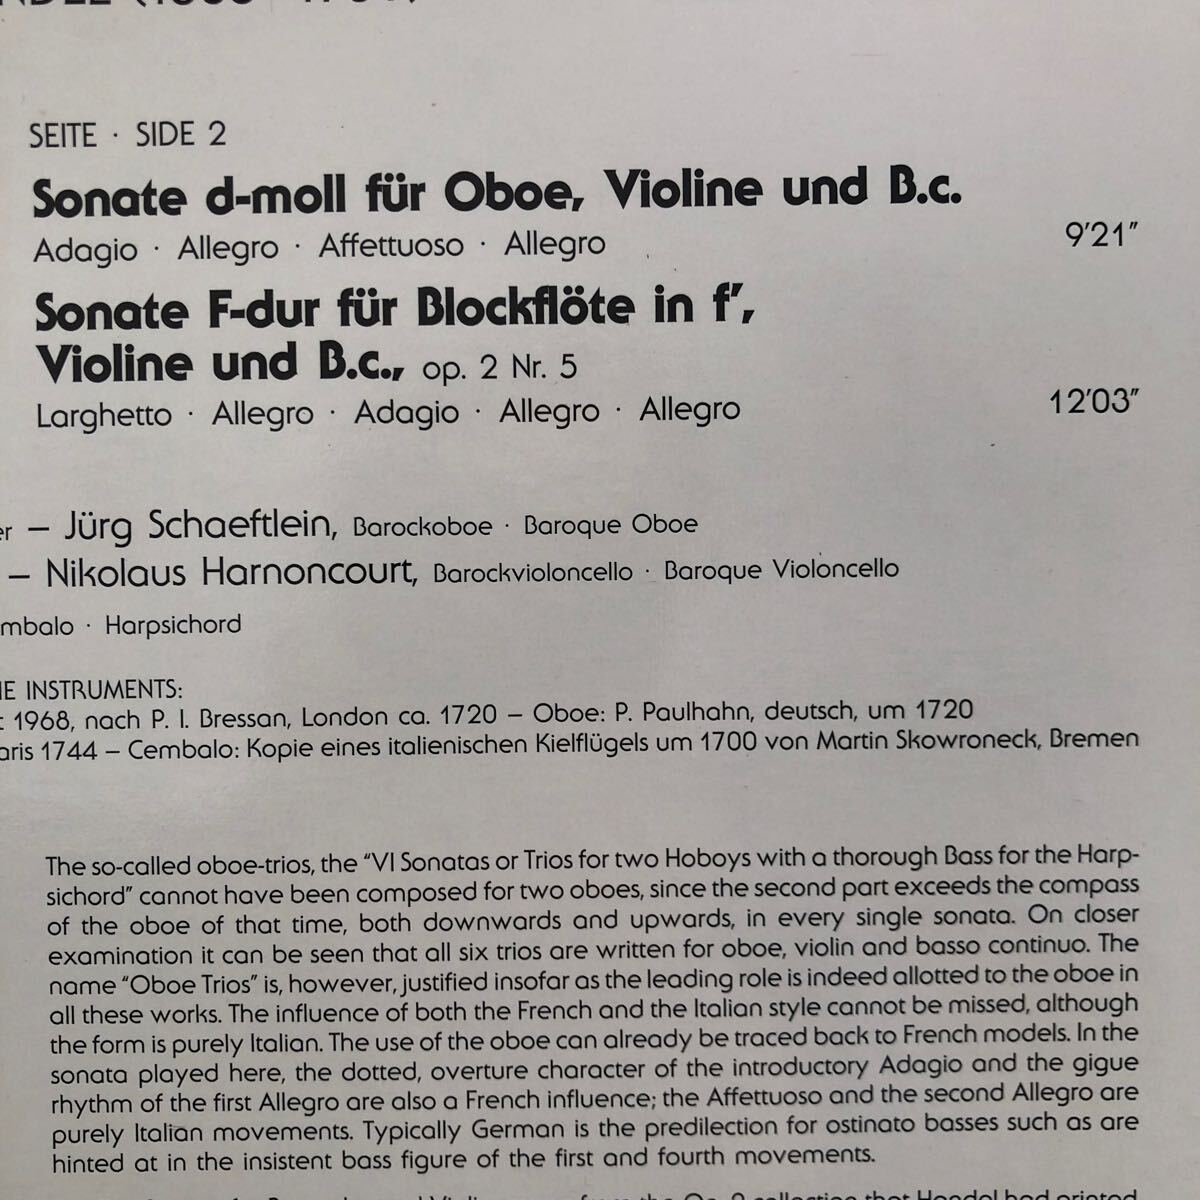 SEITE · SIDE 2
Sonate d-moll für Oboe, Violine und B.c.
Adagio · Allegro · Affettuoso · Allegro 9'21"
Sonate F-dur für Blockflöte in f',
Violine und B.c., op. 2 Nr. 5
Larghetto · Allegro · Adagio · Allegro · Allegro 12'03"
er – Jürg Schaeftlein, Barockoboe · Baroque Oboe
– Nikolaus Harnoncourt, Barockvioloncello · Baroque Violoncello
mbalo · Harpsichord
IE INSTRUMENTS:
1968, nach P. I. Bressan, London ca. 1720 – Oboe: P. Paulhahn, deutsch, um 1720
aris 1744 – Cembalo: Kopie eines italienischen Kielflügels um 1700 von Martin Skowroneck, Bremen
The so-called oboe-trios, the “VI Sonatas or Trios for two Hoboys with a thorough Bass for the Harp-
sichord” cannot have been composed for two oboes, since the second part exceeds the compass
of the oboe of that time, both downwards and upwards, in every single sonata. On closer
examination it can be seen that all six trios are written for oboe, violin and basso continuo. The
name “Oboe Trios” is, however, justified insofar as the leading role is indeed allotted to the oboe in
all these works. The influence of both the French and the Italian style cannot be missed, although
the form is purely Italian. The use of the oboe can already be traced back to French models. In the
sonata played here, the dotted, overture character of the introductory Adagio and the gigue
rhythm of the first Allegro are also a French influence; the Affettuoso and the second Allegro are
purely Italian movements. Typically German is the predilection for ostinato basses such as are
hinted at in the insistent bass figure of the first and fourth movements.